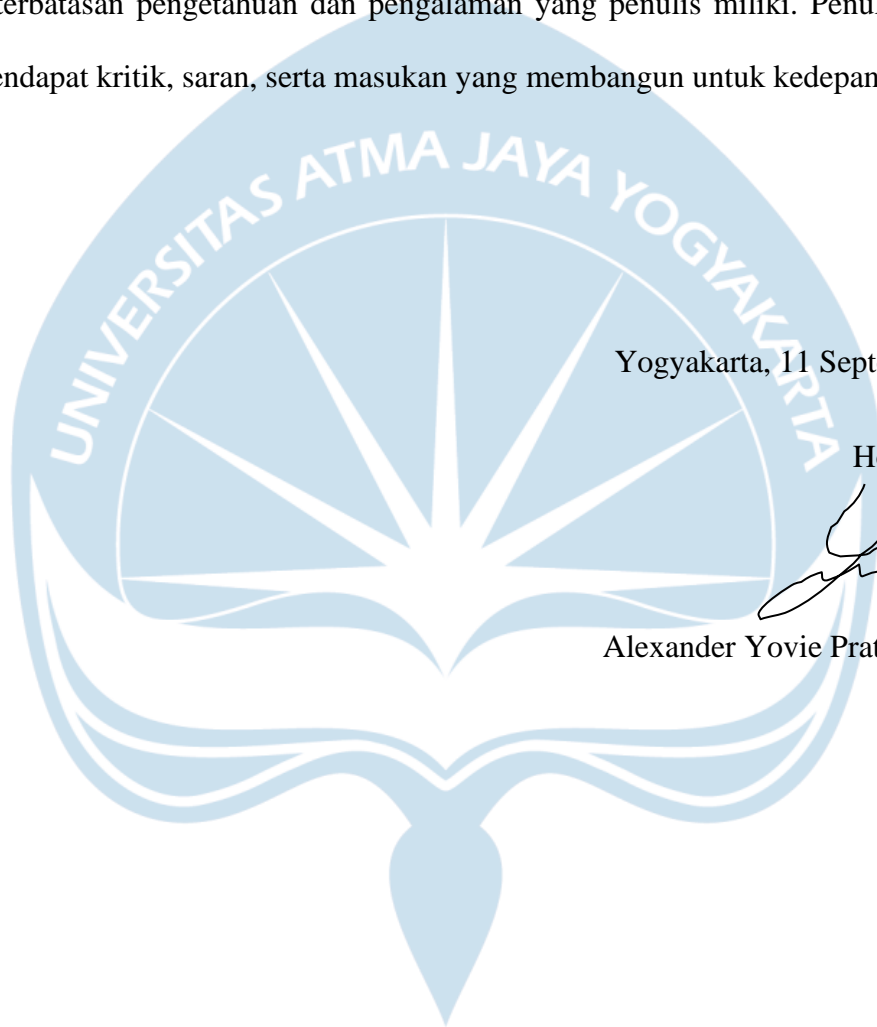 terbatasan pengetahuan dan pengalaman yang penulis miliki. Penul
endapat kritik, saran, serta masukan yang membangun untuk kedepan
UNIVERSITAS ATMA JAYA YOGYAKARTA
Yogyakarta, 11 Sept
Ho
Alexander Yovie Prat